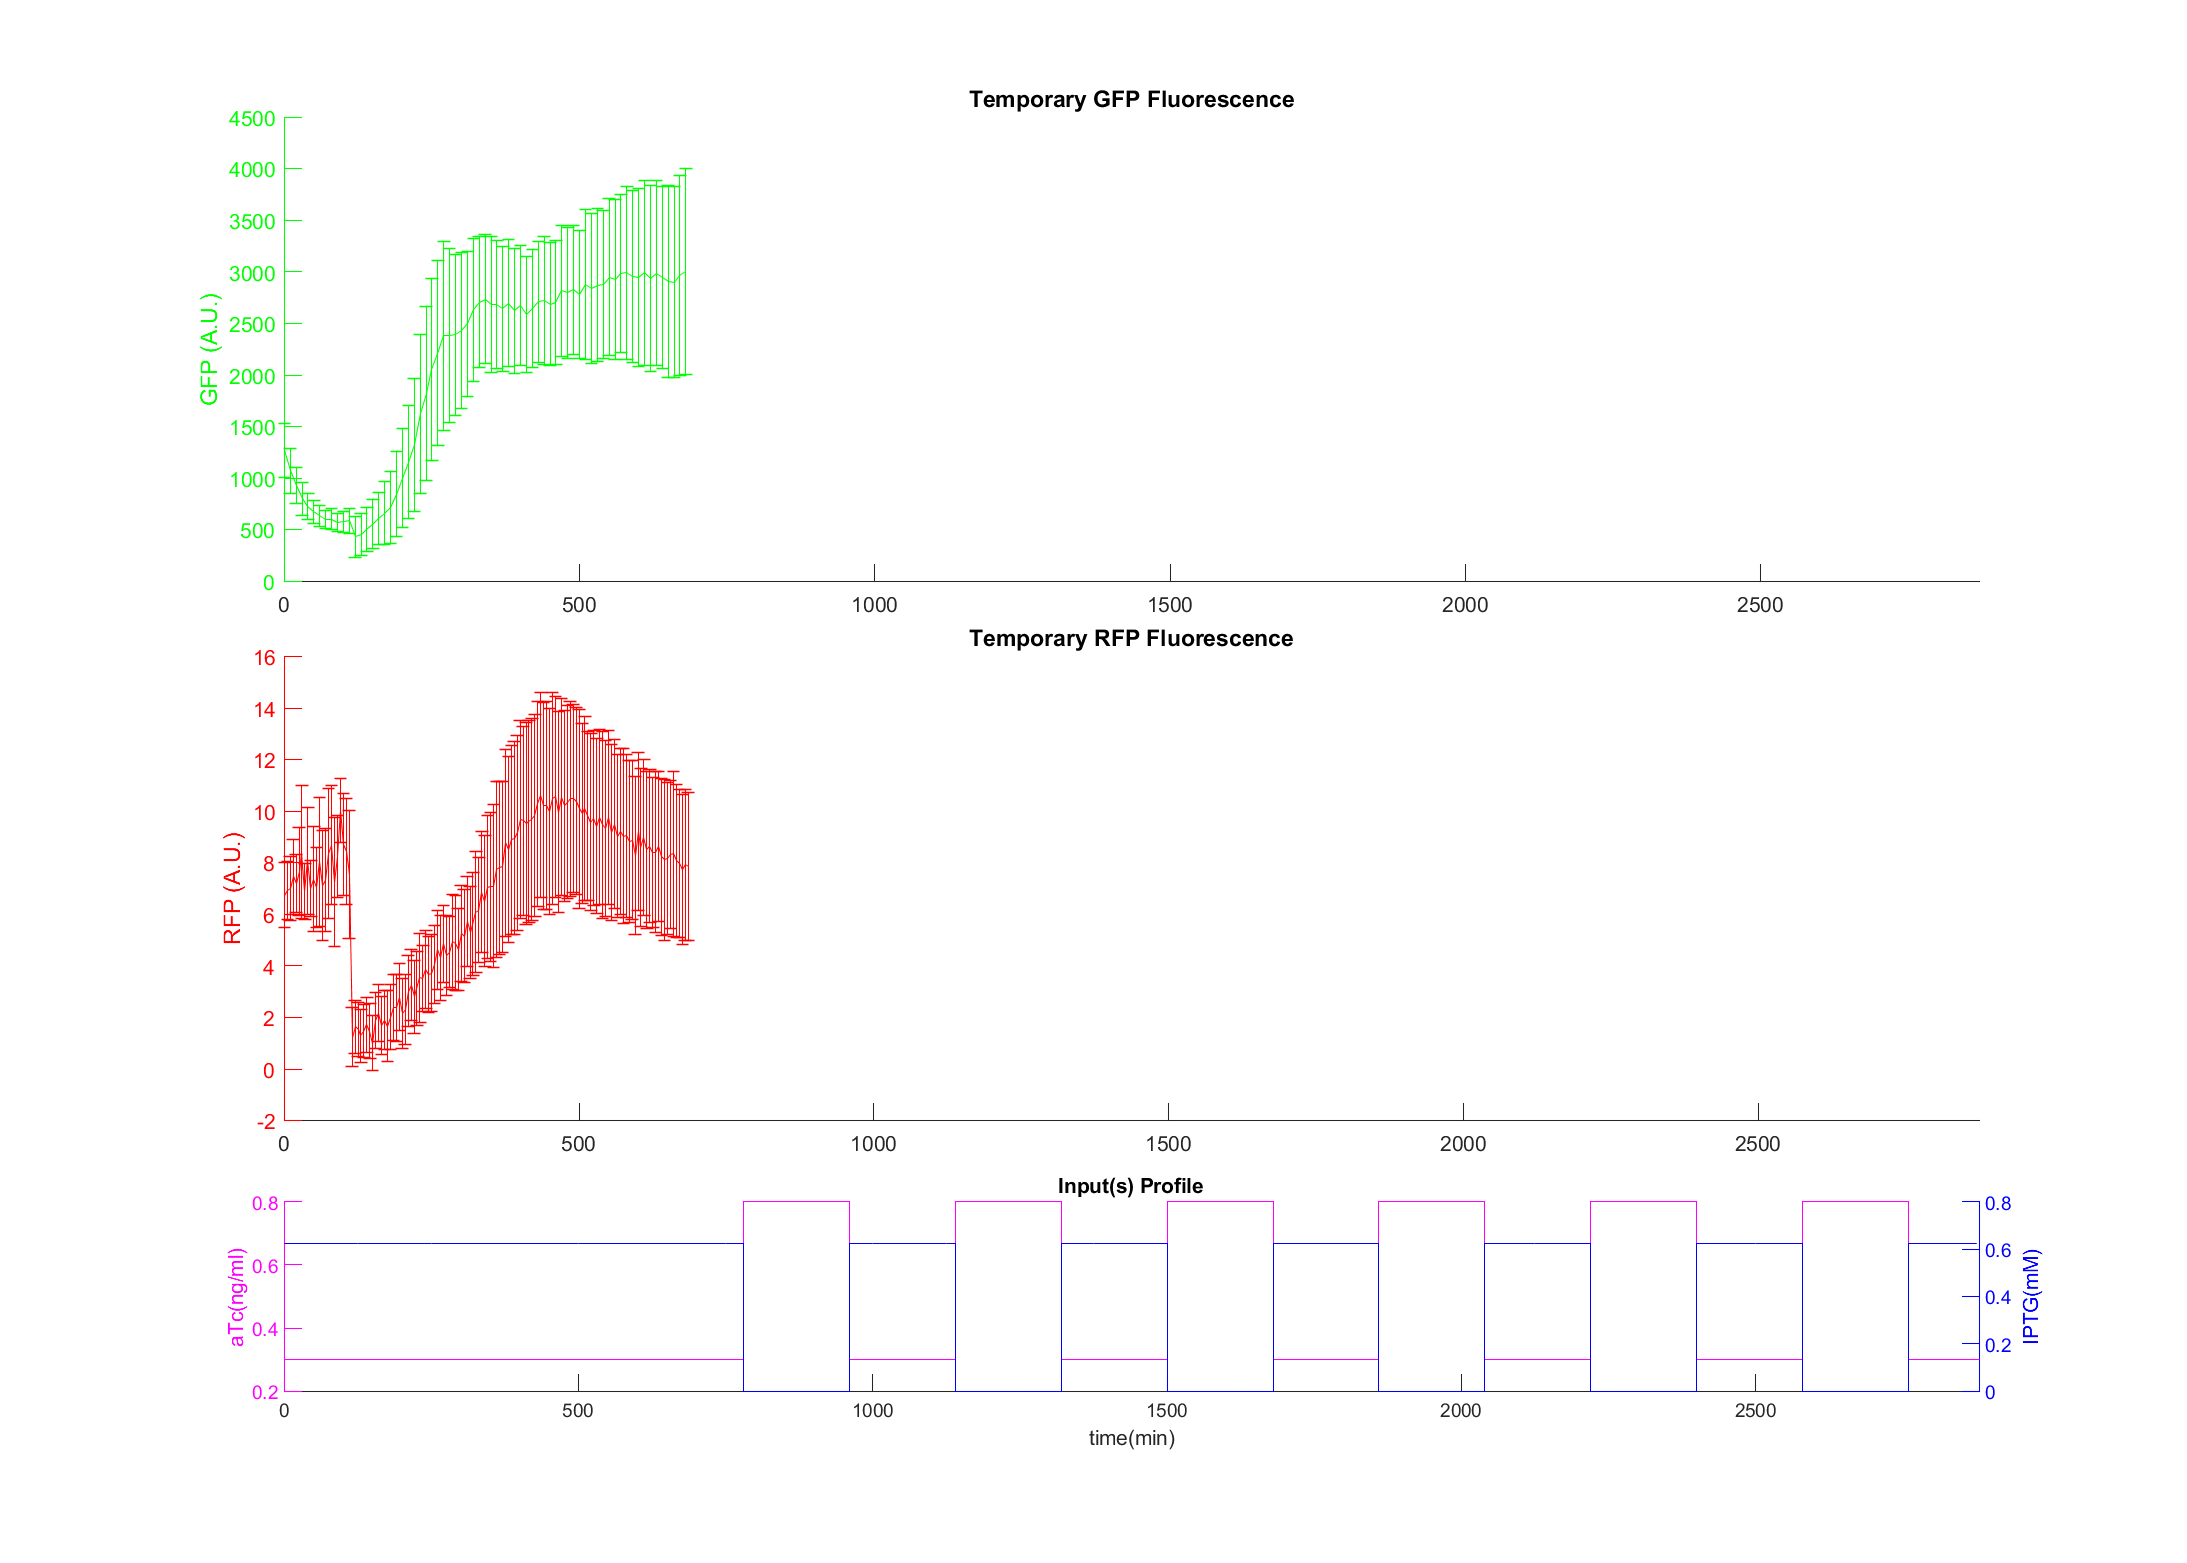 Temporary GFP Fluorescence
4500
4000
3500
3000
2500
2000
1500
1000
500
0
GFP (A.U.)
0 500 1000 1500 2000 2500
Temporary RFP Fluorescence
16
14
12
10
8
6
4
2
0
-2
RFP (A.U.)
0 500 1000 1500 2000 2500
Input(s) Profile
0.8
0.6
0.4
0.2
aTc(ng/ml)
0.8
0.6
0.4
0.2
0
IPTG(mM)
0 500 1000 1500 2000 2500
time(min)